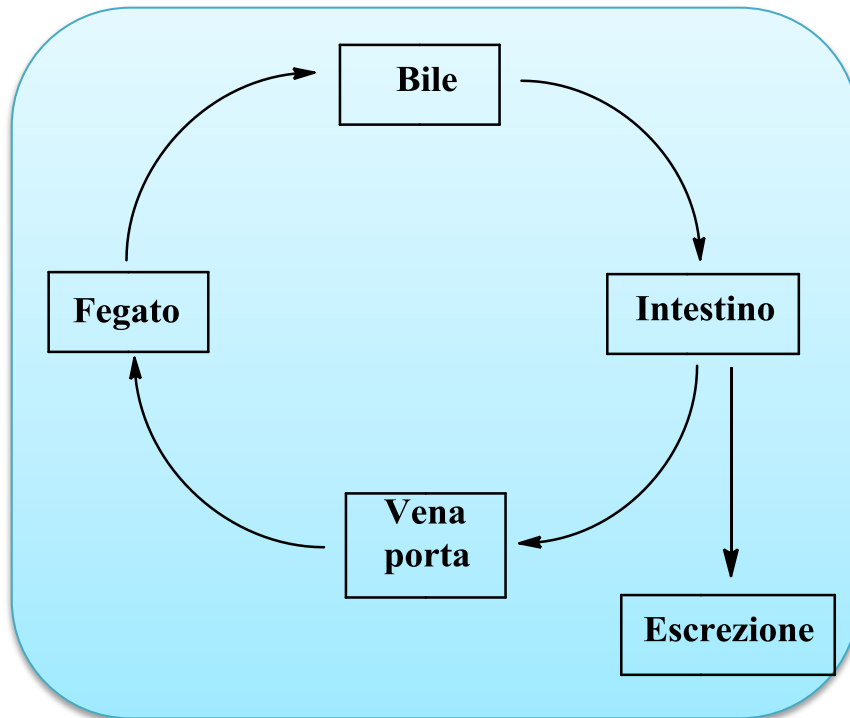 Bile
Fegato
Intestino
Vena
porta
Escrezione